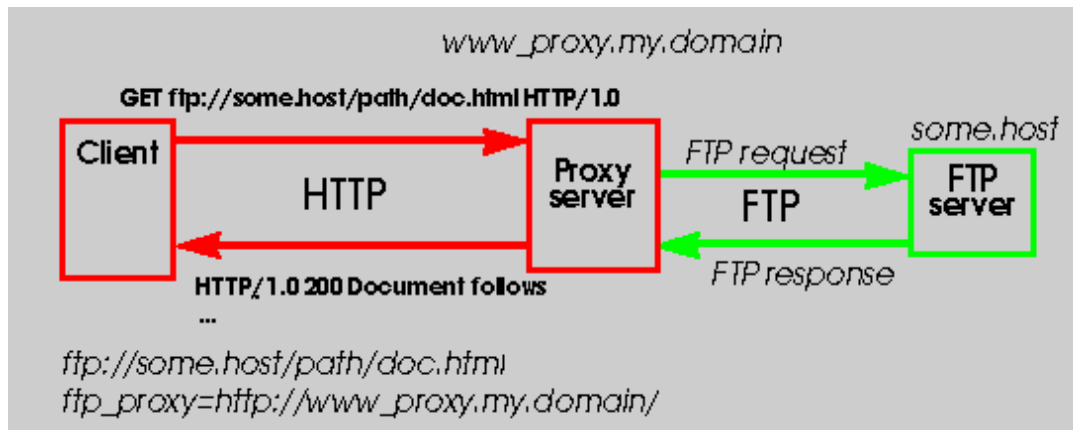 www_proxy.my.domain
GET ftp://some.host/path/doc.html HTTP/1.0
Client
HTTP
Proxy
server
FTP request
FTP
FTP response
some.host
FTP
server
HTTP/1.0 200 Document follows
...
ftp://some.host/path/doc.html
ftp_proxy=http://www_proxy.my.domain/